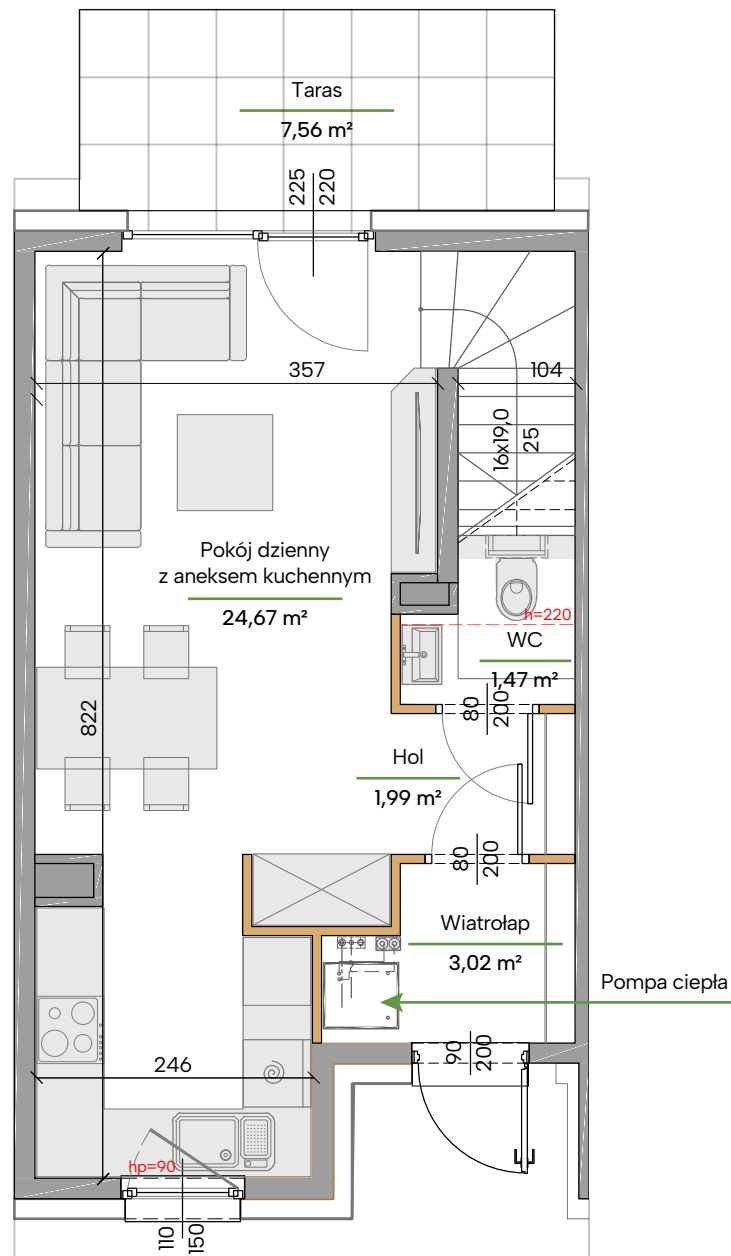 Taras
7,56 m²
225
220
357
104
16x19,0
25
Pokój dzienny
z aneksem kuchennym
24,67 m²
h=220
WC
1,47 m²
822
80
200
Hol
1,99 m²
80
200
Wiatrołap
3,02 m²
Pompa ciepła
246
90
200
hp=90
110
150